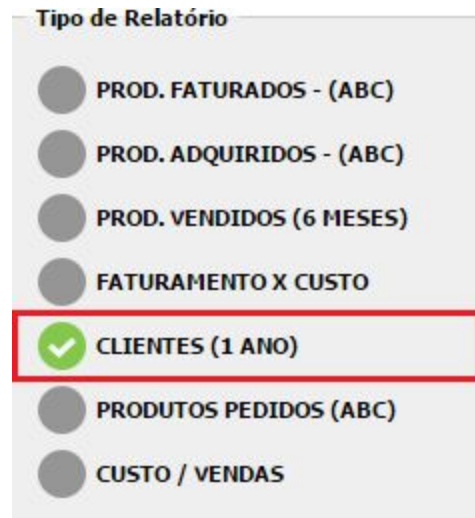 Tipo de Relatório
PROD. FATURADOS - (ABC)
PROD. ADQUIRIDOS - (ABC)
PROD. VENDIDOS (6 MESES)
FATURAMENTO X CUSTO
CLIENTES (1 ANO)
PRODUTOS PEDIDOS (ABC)
CUSTO / VENDAS